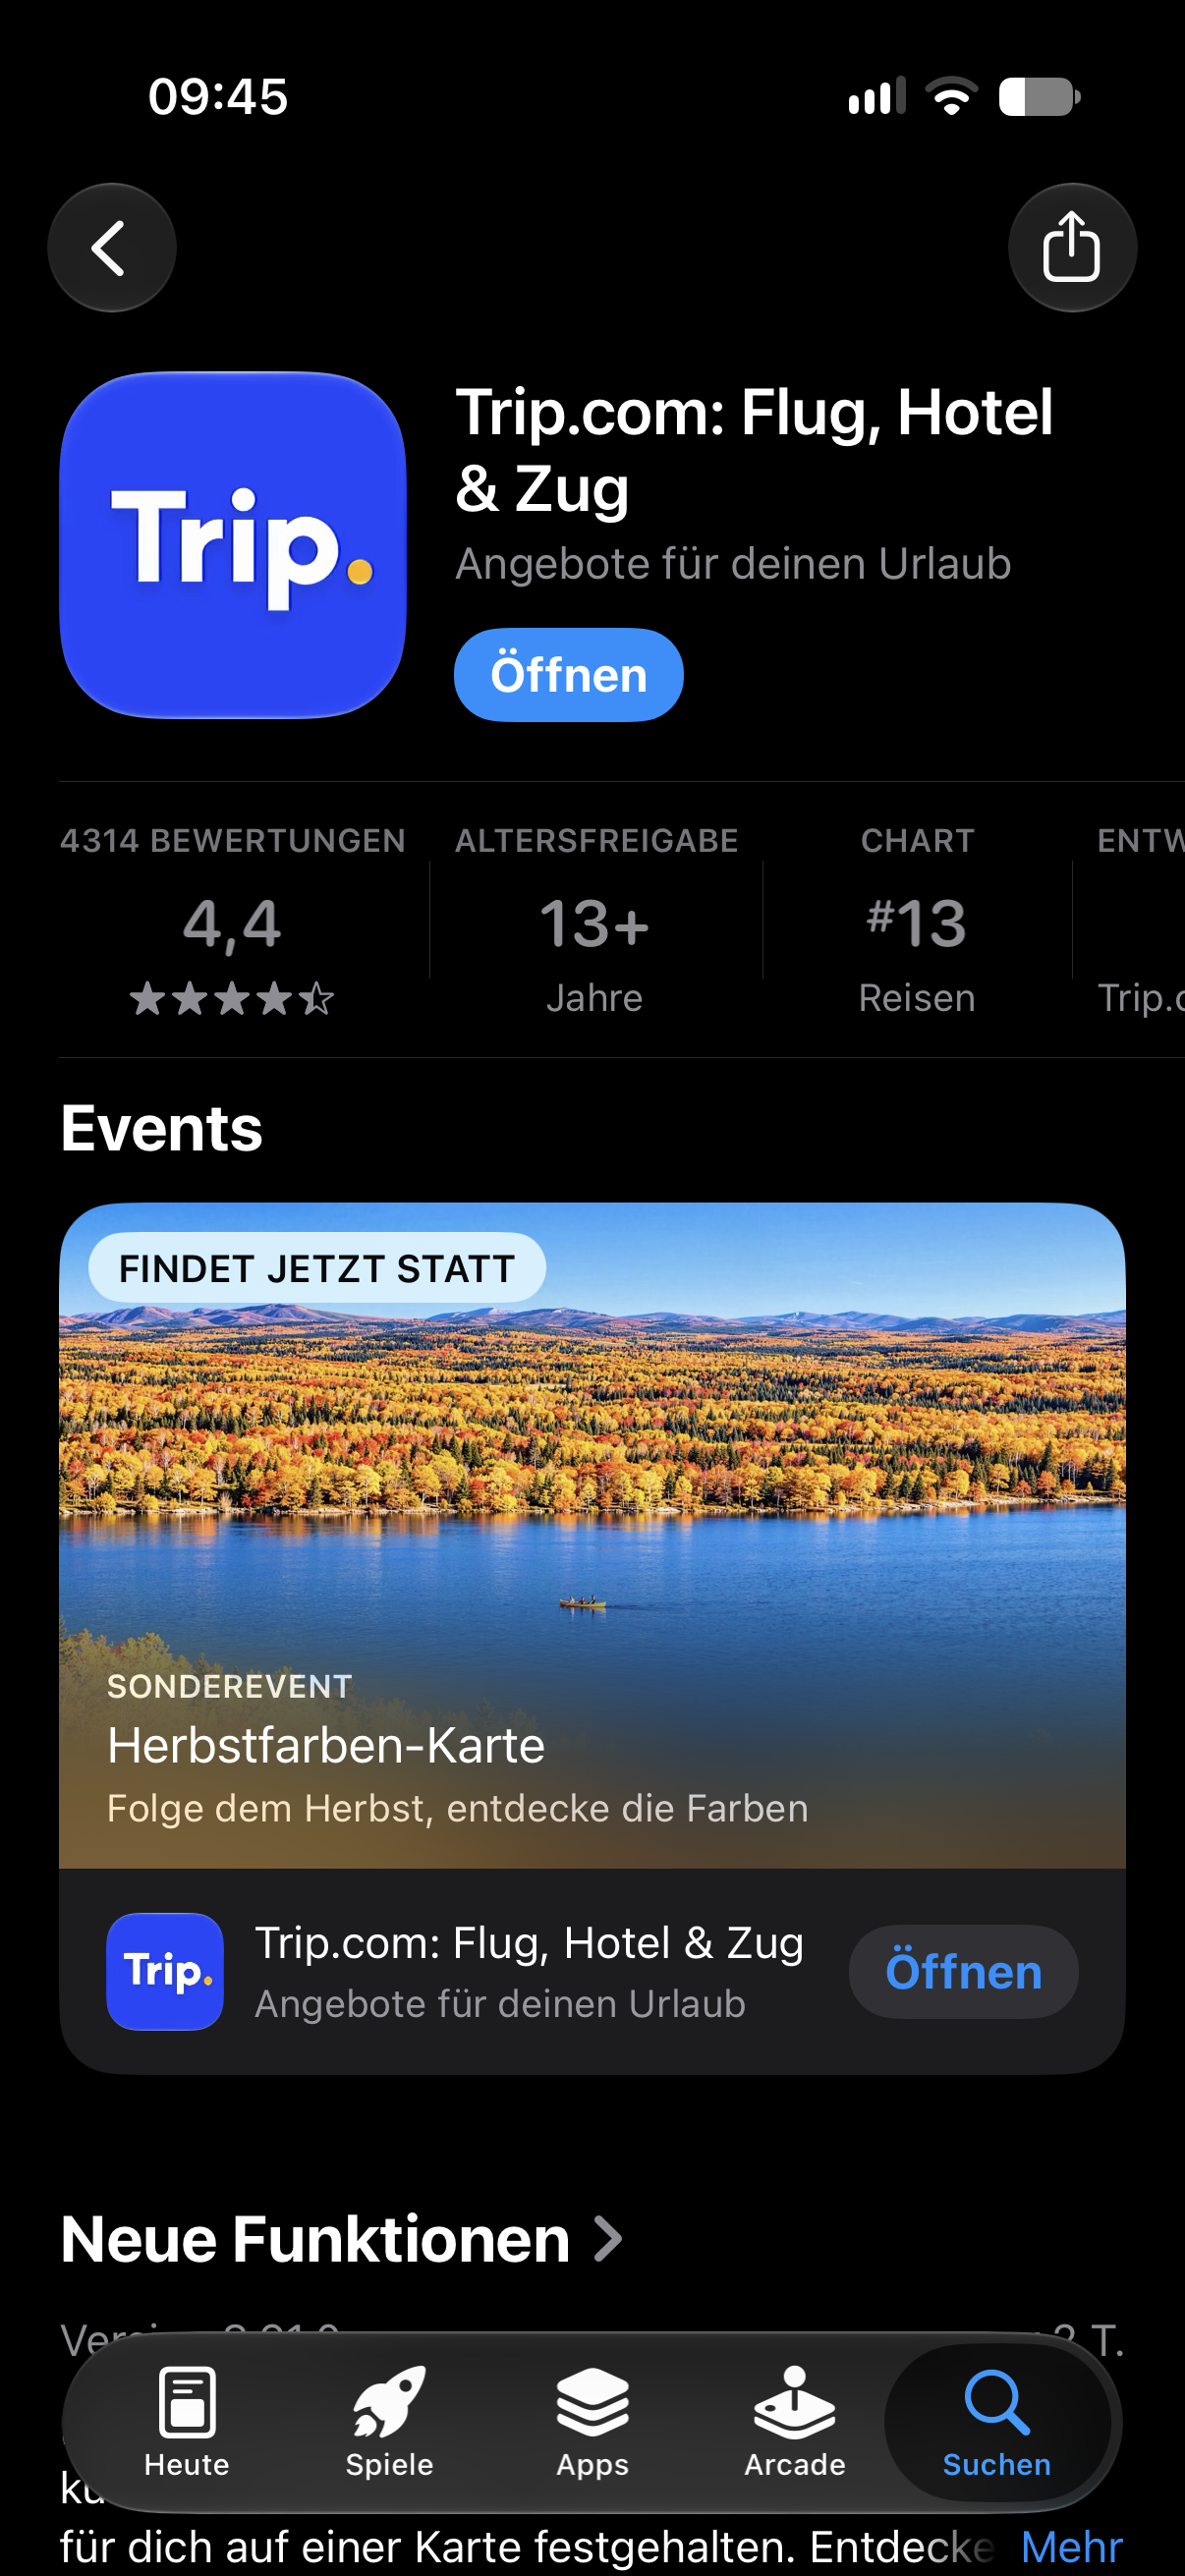 09:45
Trip.
Trip.com: Flug, Hotel
& Zug
Angebote für deinen Urlaub
Öffnen
4314 BEWERTUNGEN
4,4
ALTERSFREIGABE
13+
Jahre
CHART
#13
Reisen
ENTW
Trip.c
Events
FINDET JETZT STATT
SONDEREVENT
Herbstfarben-Karte
Folge dem Herbst, entdecke die Farben
Trip.
Trip.com: Flug, Hotel & Zug
Angebote für deinen Urlaub
Öffnen
Neue Funktionen
T.
Heute
Spiele
Apps
Arcade
Suchen
für dich auf einer Karte festgehalten. Entdecke
Mehr